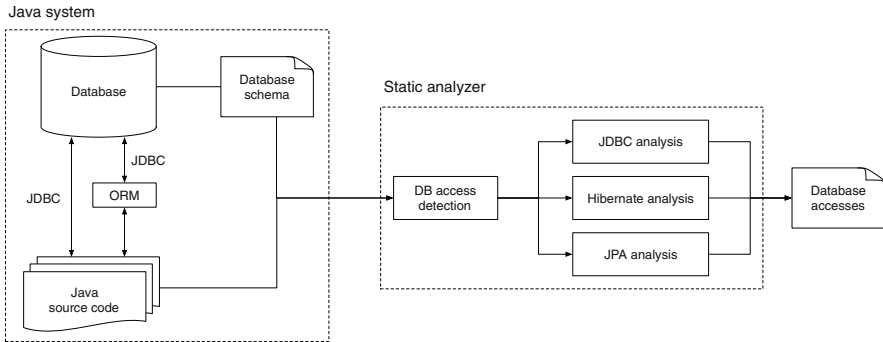 Java system
Database
Database
schema
JDBC
JDBC
ORM
Java
source code
Static analyzer
DB access
detection
JDBC analysis
Hibernate analysis
JPA analysis
Database
accesses